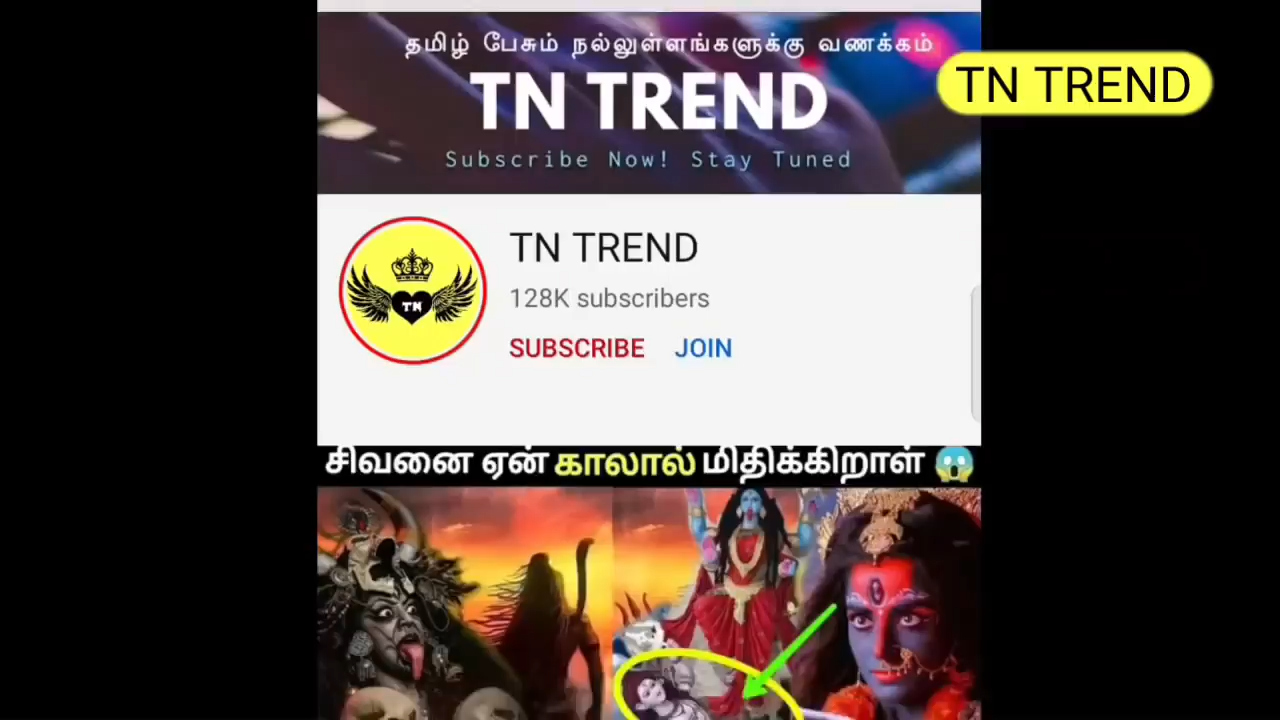 தமிழ் பேசும் நல்லுள்ளங்களுக்கு வணக்கம்
TN TREND
Subscribe Now! Stay Tuned
TN TREND
TN
TN TREND
128K subscribers
SUBSCRIBE JOIN
சிவனை ஏன் காலால் மிதிக்கிறாள் 😱